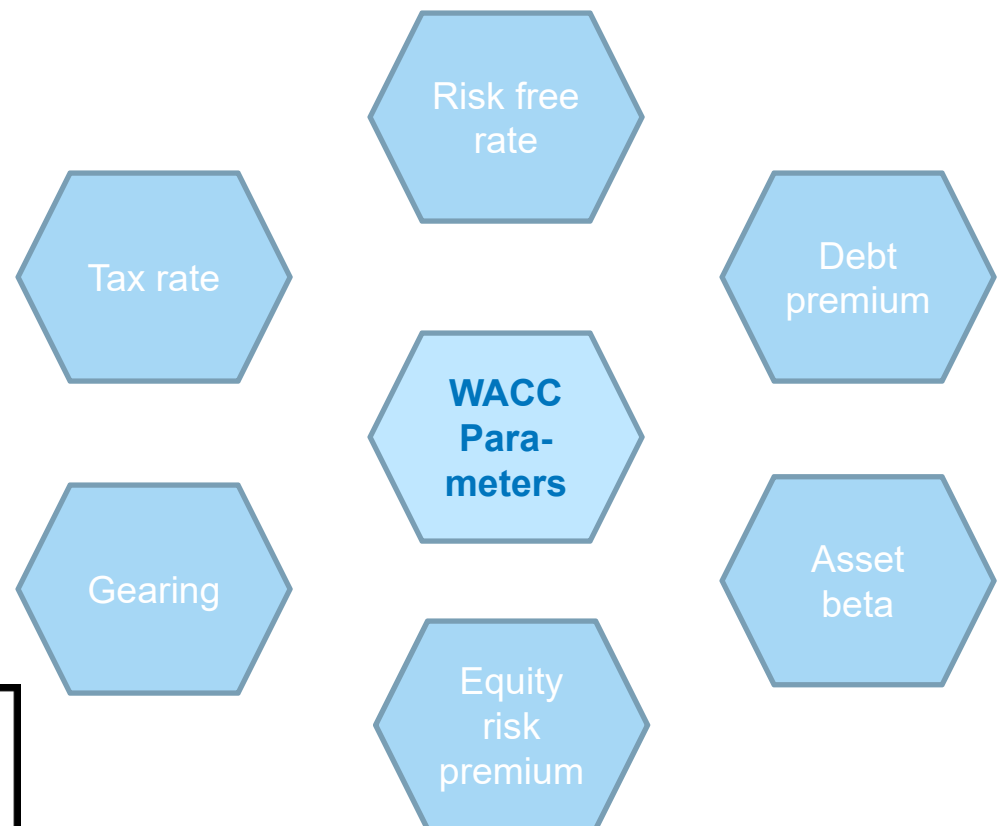 Risk free
rate
Tax rate
Debt
premium
WACC
Para-
meters
Gearing
Asset
beta
Equity
risk
premium